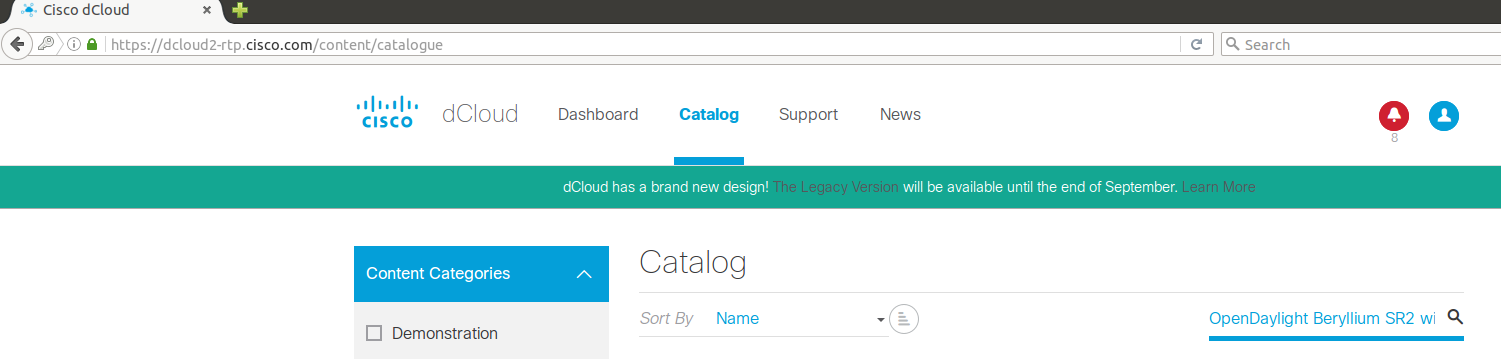 Cisco dCloud
https://dcloud2-rtp.cisco.com/content/catalogue
Search
CISCO
dCloud
Dashboard
Catalog
Support
News
8
dCloud has a brand new design! The Legacy Version will be available until the end of September. Learn More
Content Categories
Catalog
Sort By
Name
OpenDaylight Beryllium SR2 wi
Demonstration